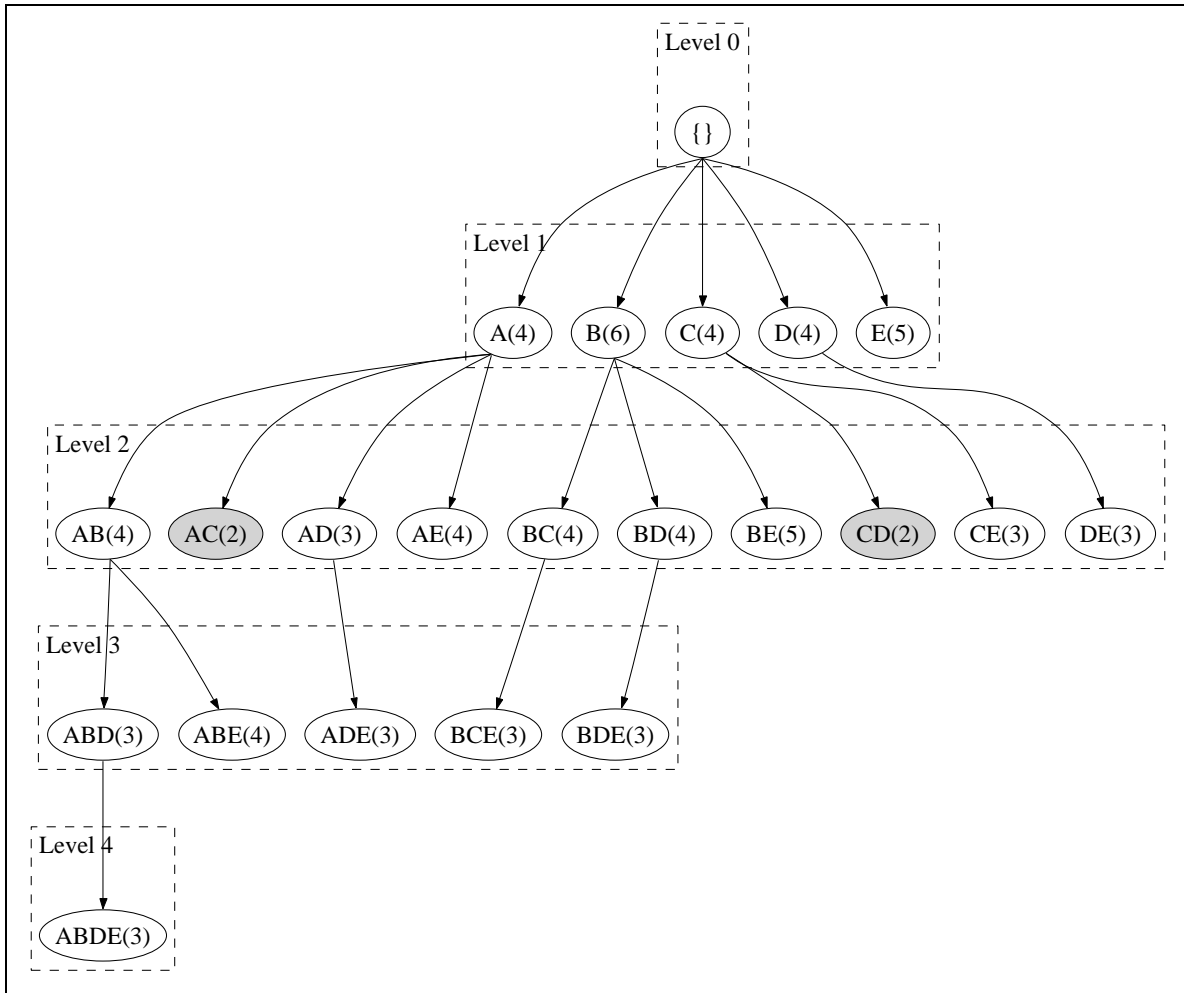 Level 0
{}
Level 1
A(4) B(6) C(4) D(4) E(5)
Level 2
AB(4) AC(2) AD(3) AE(4) BC(4) BD(4) BE(5) CD(2) CE(3) DE(3)
Level 3
ABD(3) ABE(4) ADE(3) BCE(3) BDE(3)
Level 4
ABDE(3)